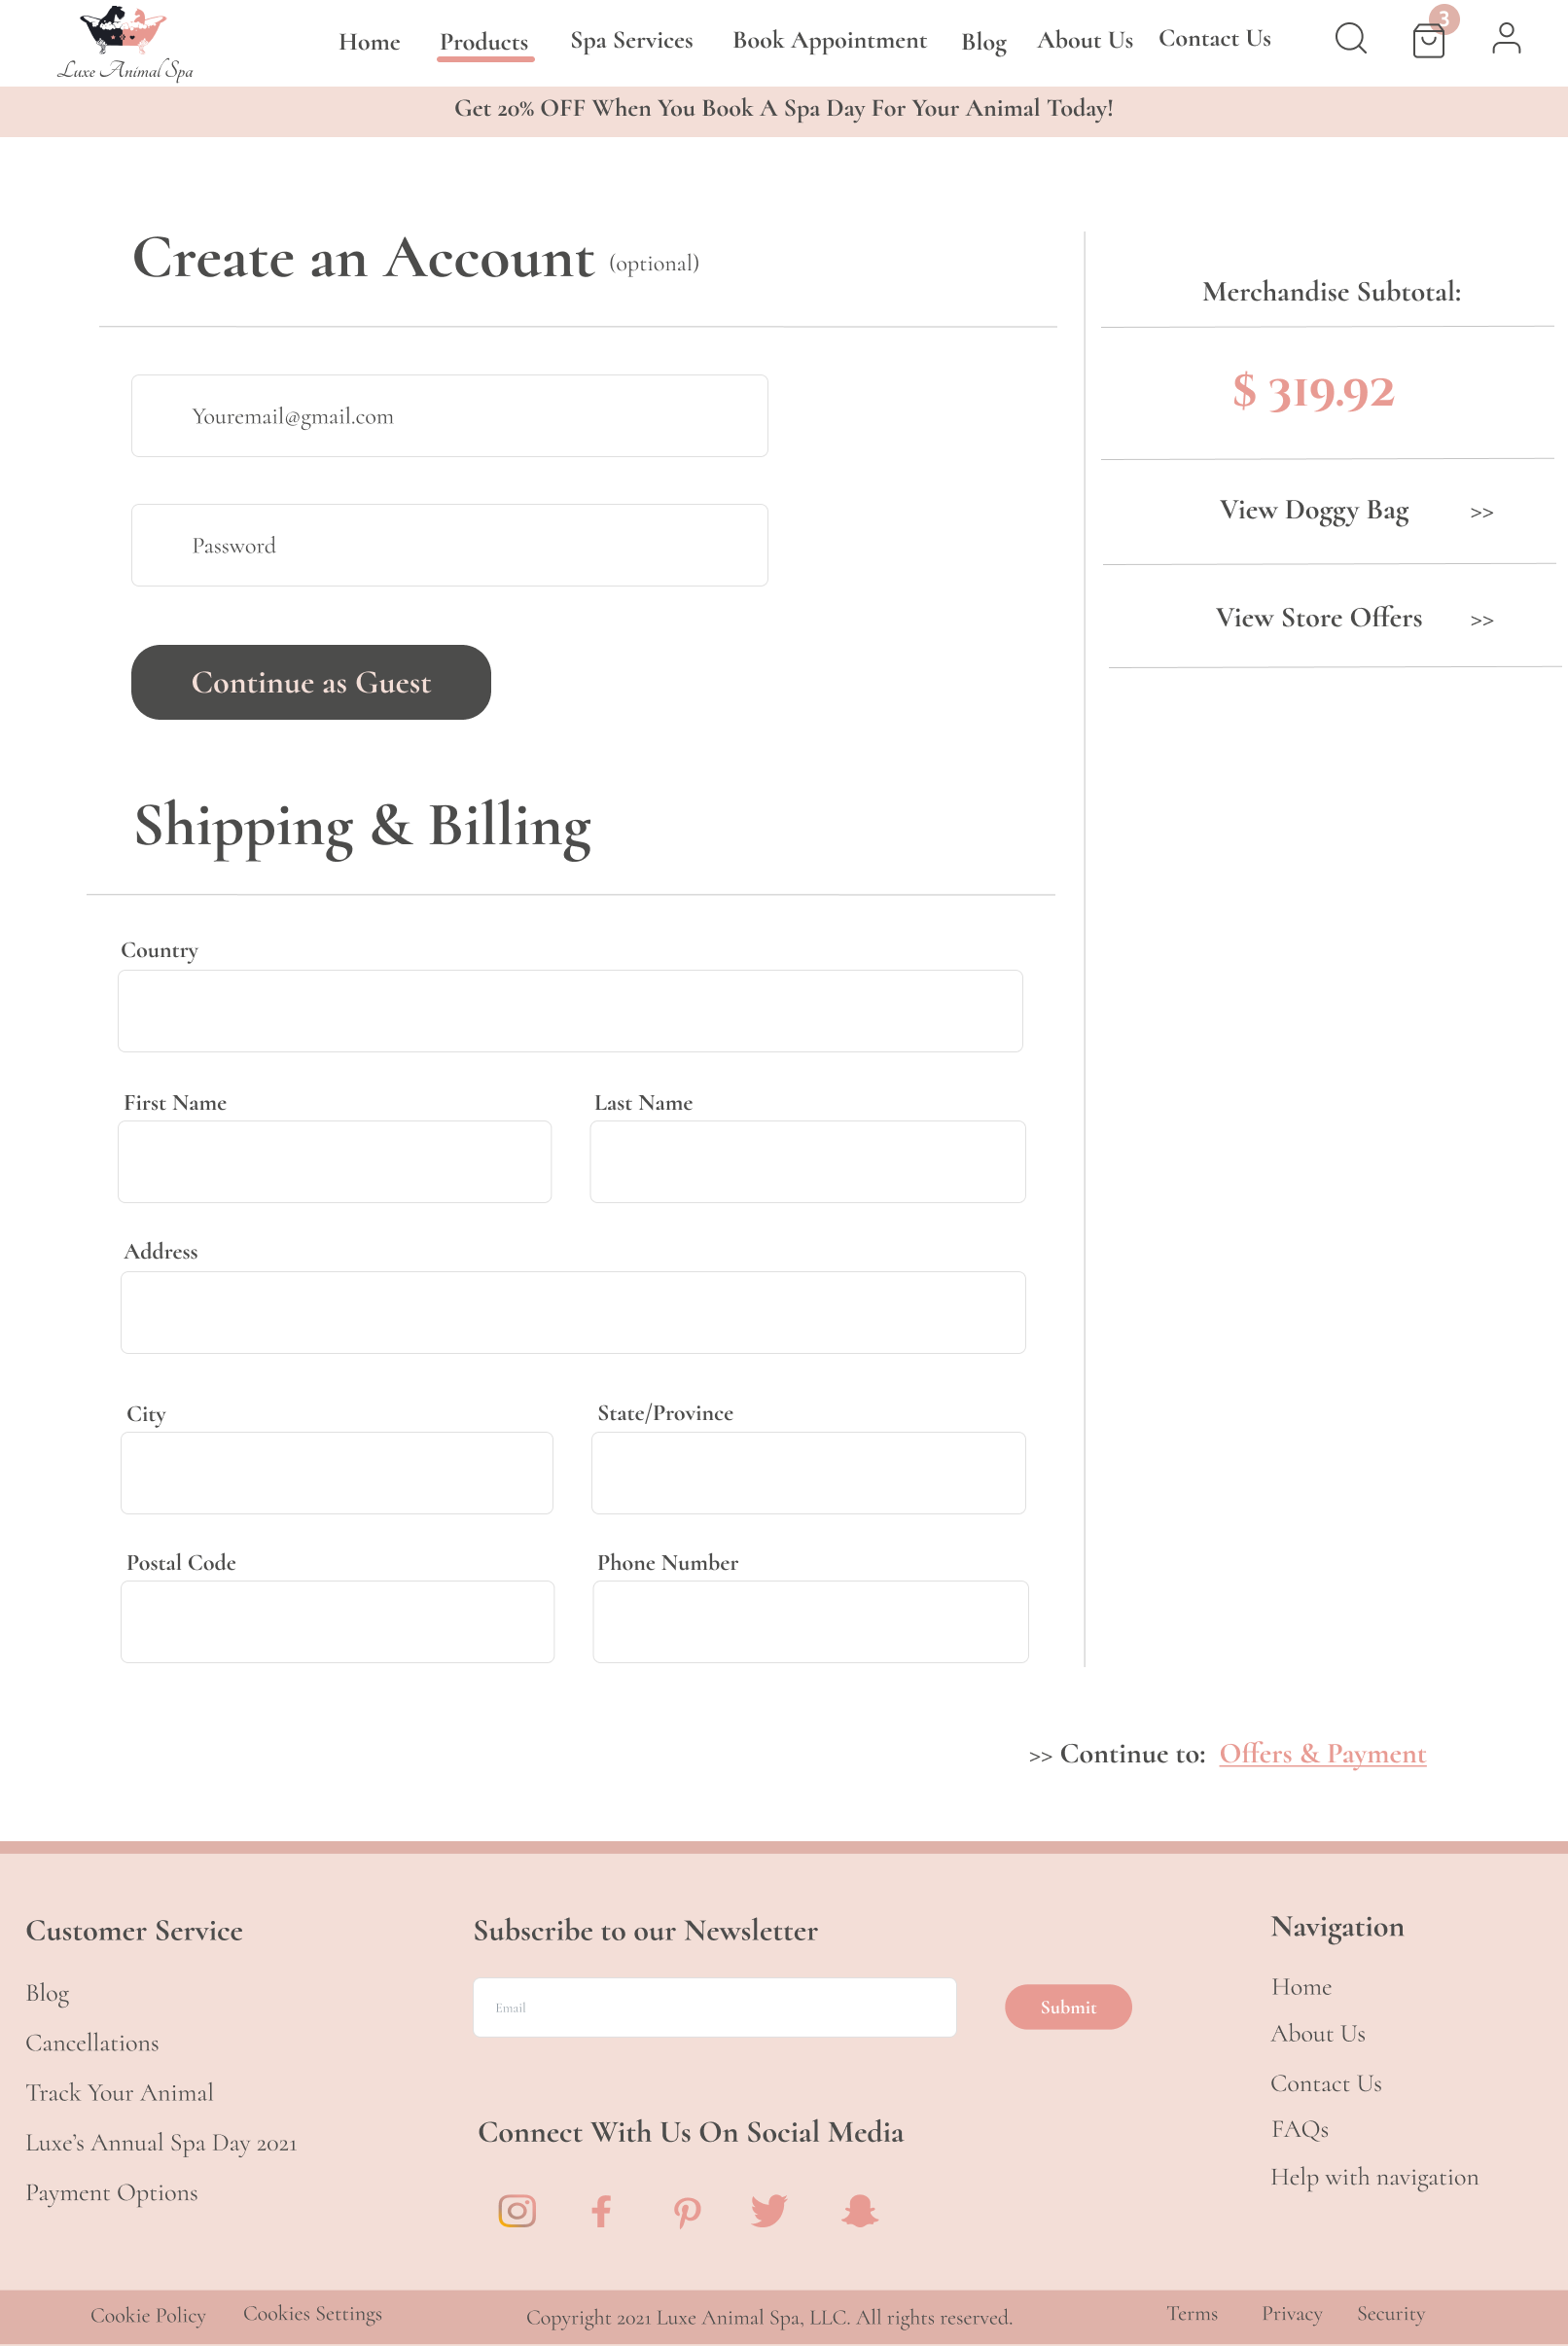 Luxe Animal Spa
Home Products Spa Services Book Appointment Blog About Us Contact Us 3
Get 20% OFF When You Book A Spa Day For Your Animal Today!
Create an Account (optional)
Youremail@gmail.com
Password
Continue as Guest
Merchandise Subtotal:
$ 319.92
View Doggy Bag >>
View Store Offers >>
Shipping & Billing
Country
First Name Last Name
Address
City State/Province
Postal Code Phone Number
>> Continue to: Offers & Payment
Customer Service
Blog
Cancellations
Track Your Animal
Luxe's Annual Spa Day 2021
Payment Options
Subscribe to our Newsletter
Email Submit
Connect With Us On Social Media
Navigation
Home
About Us
Contact Us
FAQs
Help with navigation
Cookie Policy Cookies Settings Copyright 2021 Luxe Animal Spa, LLC. All rights reserved. Terms Privacy Security